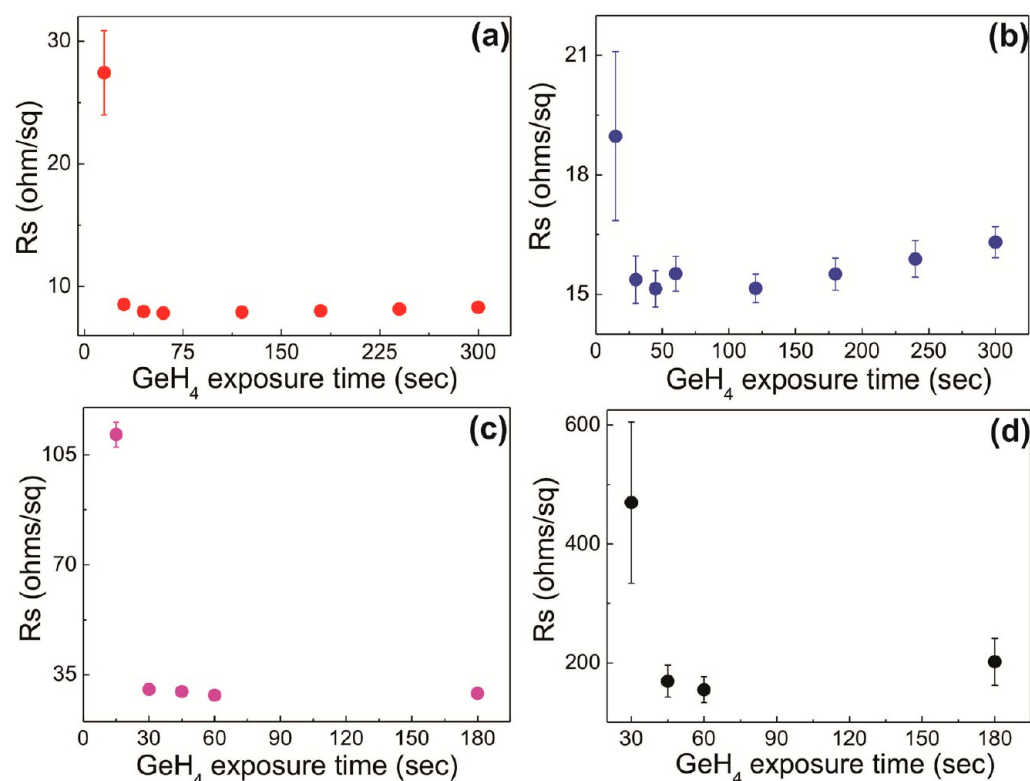 (a)
Rs (ohm/sq)
30
20
10
0 75 150 225 300
GeH4 exposure time (sec)
(b)
Rs (ohms/sq)
21
18
15
0 50 100 150 200 250 300
GeH4 exposure time (sec)
(c)
Rs (ohms/sq)
105
70
35
0 30 60 90 120 150 180
GeH4 exposure time (sec)
(d)
Rs (ohms/sq)
600
400
200
30 60 90 120 150 180
GeH4 exposure time (sec)